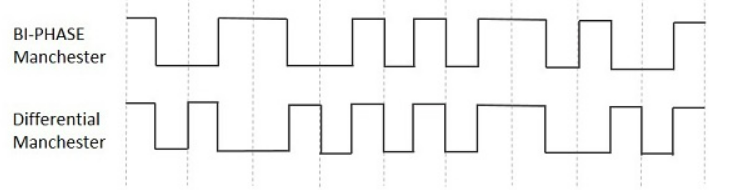 BI-PHASE
Manchester
Differential
Manchester